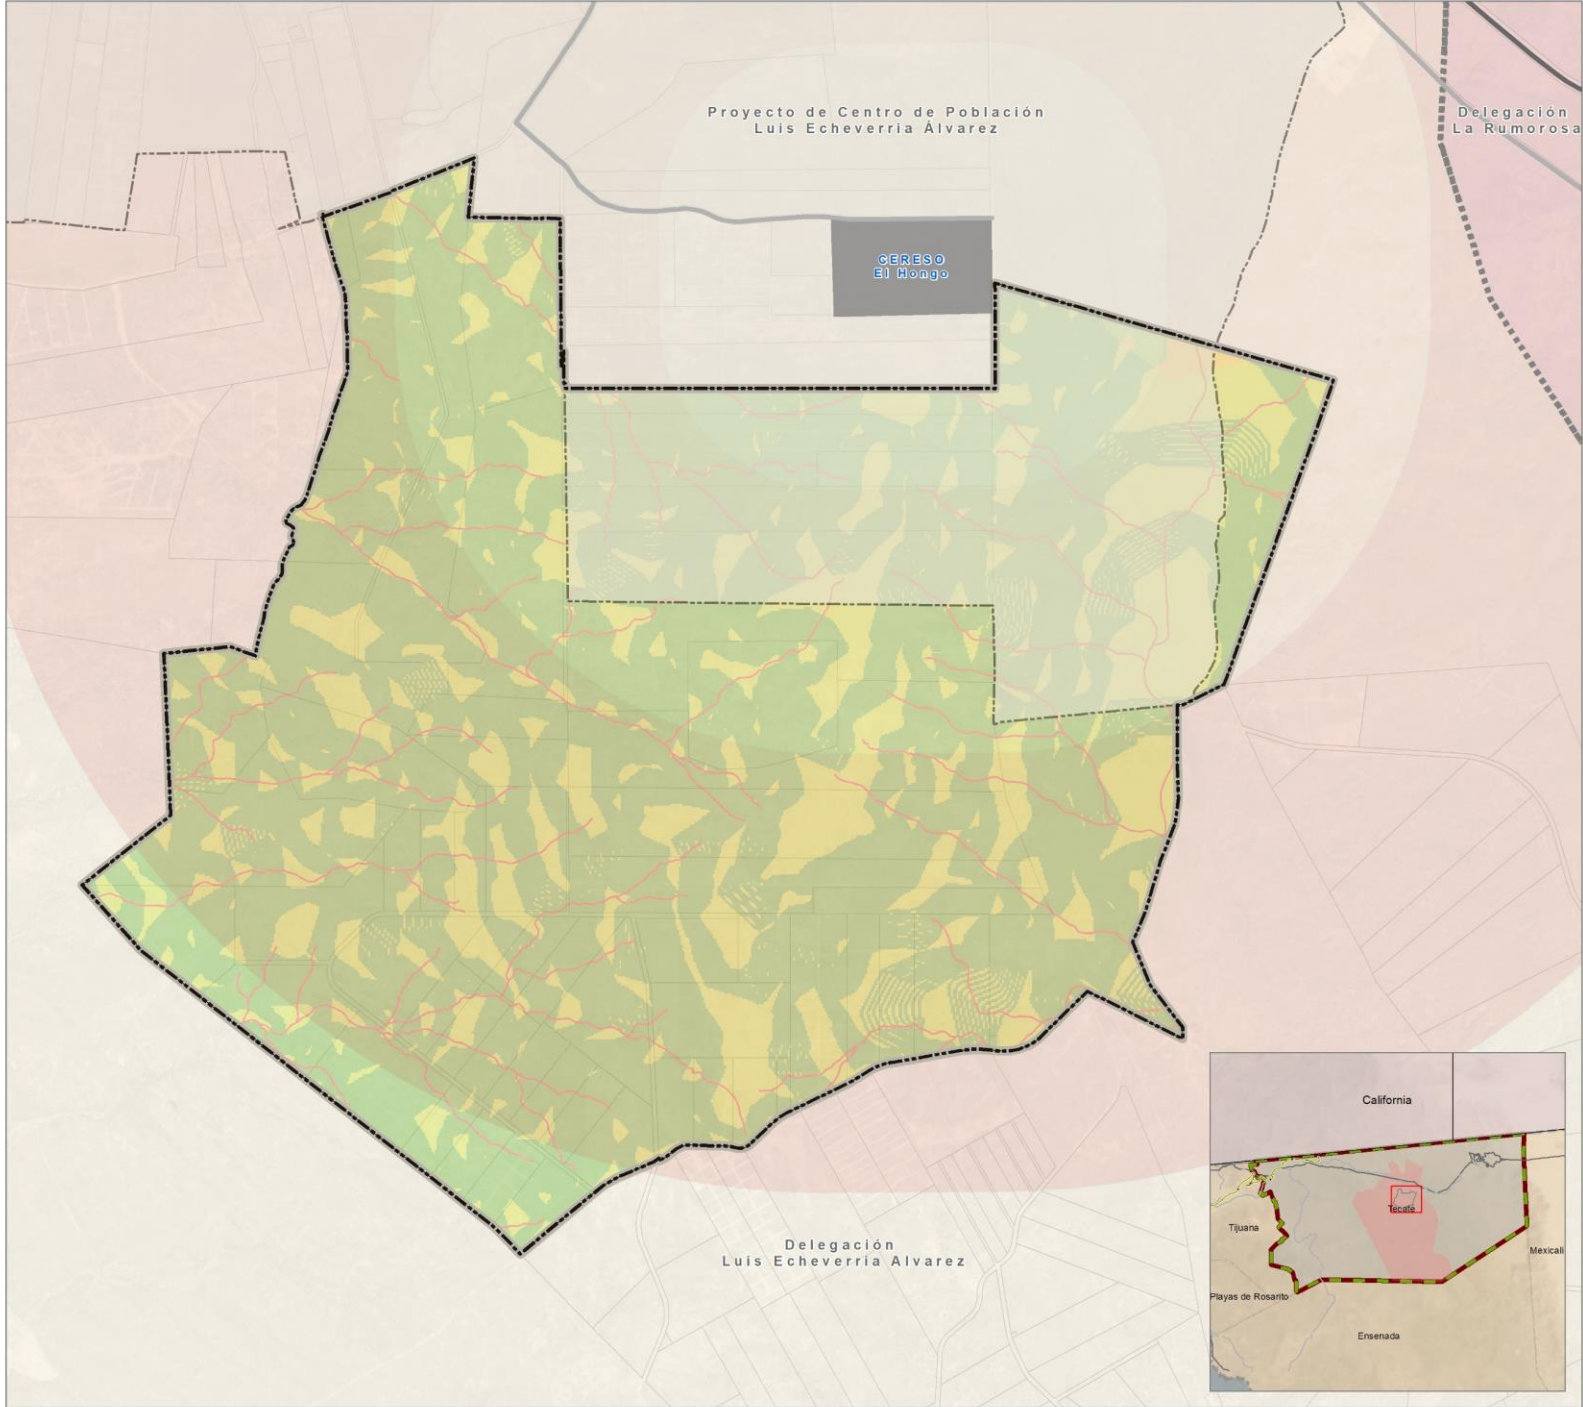 Proyecto de Centro de Población
Luis Echeverria Álvarez
Delegación
La Rumorosa
CERESO
El Hongo
Delegación
Luis Echeverria Alvarez
California
Tijuana
Tecate
Mexicali
Playas de Rosarito
Ensenada